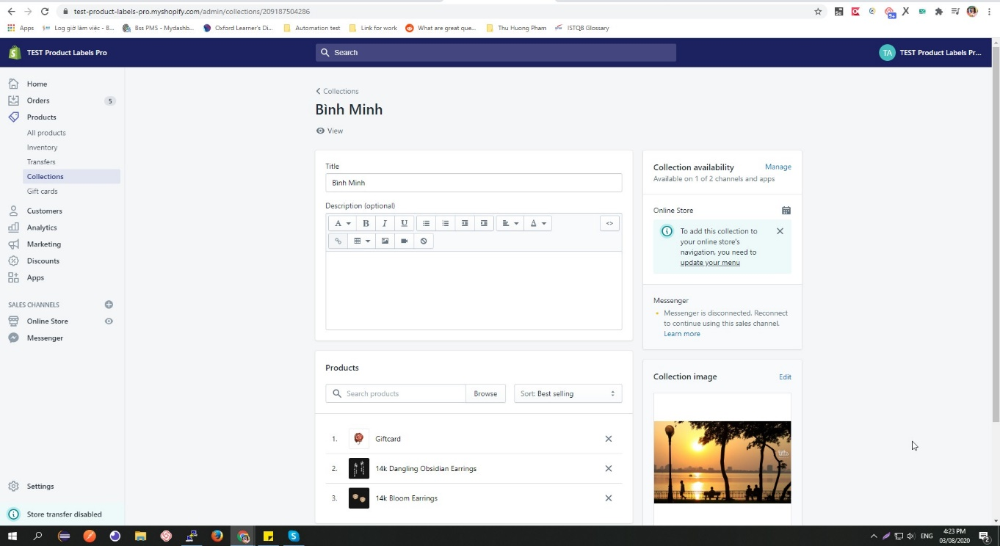 test-product-labels-pro.myshopify.com/admin/collections/209187504286
9+
Apps
Log giờ làm việc - B...
Bss PMS - Mydashb...
Oxford Learner's Di...
Automation test
Link for work
What are great que...
Thu Huong Pham
ISTQB Glossary
TEST Product Labels Pro
Search
TA
TEST Product Labels Pr...
Home
Orders
5
Products
All products
Inventory
Transfers
Collections
Gift cards
Customers
Analytics
Marketing
Discounts
Apps
SALES CHANNELS
Online Store
Messenger
Settings
Store transfer disabled
Collections
Bình Minh
View
Title
Bình Minh
Description (optional)
A B I U A <>
Products
Search products
Browse
Sort: Best selling
1. Giftcard
2. 14k Dangling Obsidian Earrings
3. 14k Bloom Earrings
Collection availability
Manage
Available on 1 of 2 channels and apps
Online Store
To add this collection to
your online store's
navigation, you need to
update your menu
Messenger
Messenger is disconnected. Reconnect
to continue using this sales channel.
Learn more
Collection image
Edit
ENG
4:23 PM
03/08/2020
2